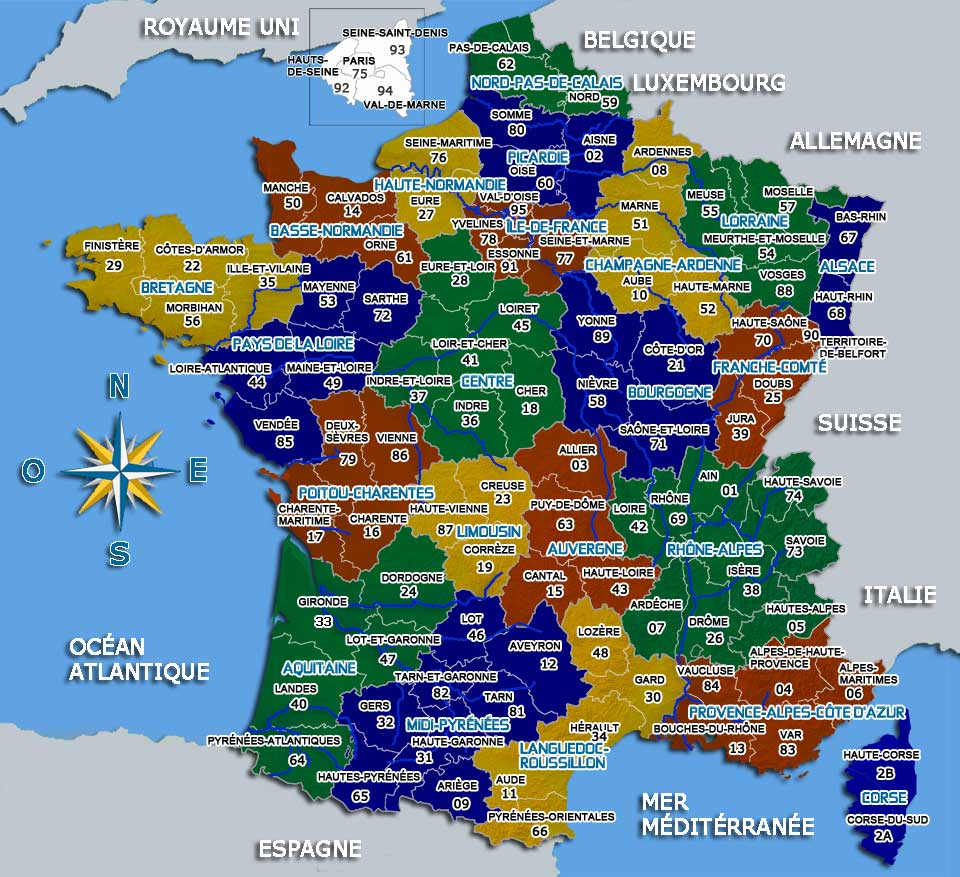 ROYAUME UNI
SEINE-SAINT-DENIS
93
HAUTS-
DE-SEINE
92
PARIS
75
94
VAL-DE-MARNE
BELGIQUE
LUXEMBOURG
ALLEMAGNE
PAS-DE-CALAIS
62
NORD-PAS-DE-CALAIS
NORD
59
SOMME
80
AISNE
02
PICARDIE
OISE
60
ARDENNES
08
SEINE-MARITIME
76
HAUTE-NORMANDIE
EURE
27
MANCHE
50
CALVADOS
14
BASSE-NORMANDIE
ORNE
61
VAL-D'OISE
95
YVELINES
78
ÎLE-DE-FRANCE
ESSONNE
91
SEINE-ET-MARNE
77
MARNE
51
CHAMPAGNE-ARDENNE
AUBE
10
HAUTE-MARNE
52
MEUSE
55
MOSELLE
57
LORRAINE
MEURTHE-ET-MOSELLE
54
VOSGES
88
BAS-RHIN
67
ALSACE
HAUT-RHIN
68
FINISTÈRE
29
CÔTES-D'ARMOR
22
ILLE-ET-VILAINE
35
BRETAGNE
MORBIHAN
56
MAYENNE
53
SARTHE
72
PAYS DE LA LOIRE
LOIRE-ATLANTIQUE
44
MAINE-ET-LOIRE
49
VENDÉE
85
EURE-ET-LOIR
28
LOIRET
45
LOIR-ET-CHER
41
INDRE-ET-LOIRE
37
CENTRE
CHER
18
INDRE
36
YONNE
89
CÔTE-D'OR
21
NIÈVRE
58
BOURGOGNE
SAÔNE-ET-LOIRE
71
HAUTE-SAÔNE
70
90
TERRITOIRE-
DE-BELFORT
FRANCHE-COMTÉ
DOUBS
25
JURA
39
SUISSE
N
O
E
S
DEUX-
SÈVRES
79
VIENNE
86
POITOU-CHARENTES
CHARENTE-
MARITIME
17
CHARENTE
16
CREUSE
23
HAUTE-VIENNE
87
LIMOUSIN
CORRÈZE
19
ALLIER
03
PUY-DE-DÔME
63
AUVERGNE
CANTAL
15
HAUTE-LOIRE
43
AIN
01
HAUTE-SAVOIE
74
LOIRE
42
RHÔNE
69
RHÔNE-ALPES
SAVOIE
73
ISÈRE
38
ARDÈCHE
07
DRÔME
26
ITALIE
OCÉAN
ATLANTIQUE
DORDOGNE
24
GIRONDE
33
LOT-ET-GARONNE
47
AQUITAINE
LANDES
40
PYRÉNÉES-ATLANTIQUES
64
LOT
46
AVEYRON
12
TARN-ET-GARONNE
82
TARN
81
GERS
32
MIDI-PYRÉNÉES
HAUTE-GARONNE
31
HAUTES-PYRÉNÉES
65
ARIÈGE
09
LOZÈRE
48
GARD
30
HÉRAULT
34
LANGUEDOC-
ROUSSILLON
AUDE
11
PYRÉNÉES-ORIENTALES
66
HAUTES-ALPES
05
ALPES-DE-HAUTE-
PROVENCE
04
ALPES-
MARITIMES
06
VAUCLUSE
84
PROVENCE-ALPES-CÔTE D'AZUR
BOUCHES-DU-RHÔNE
13
VAR
83
HAUTE-CORSE
2B
CORSE
CORSE-DU-SUD
2A
MER
MÉDITÉRRANÉE
ESPAGNE